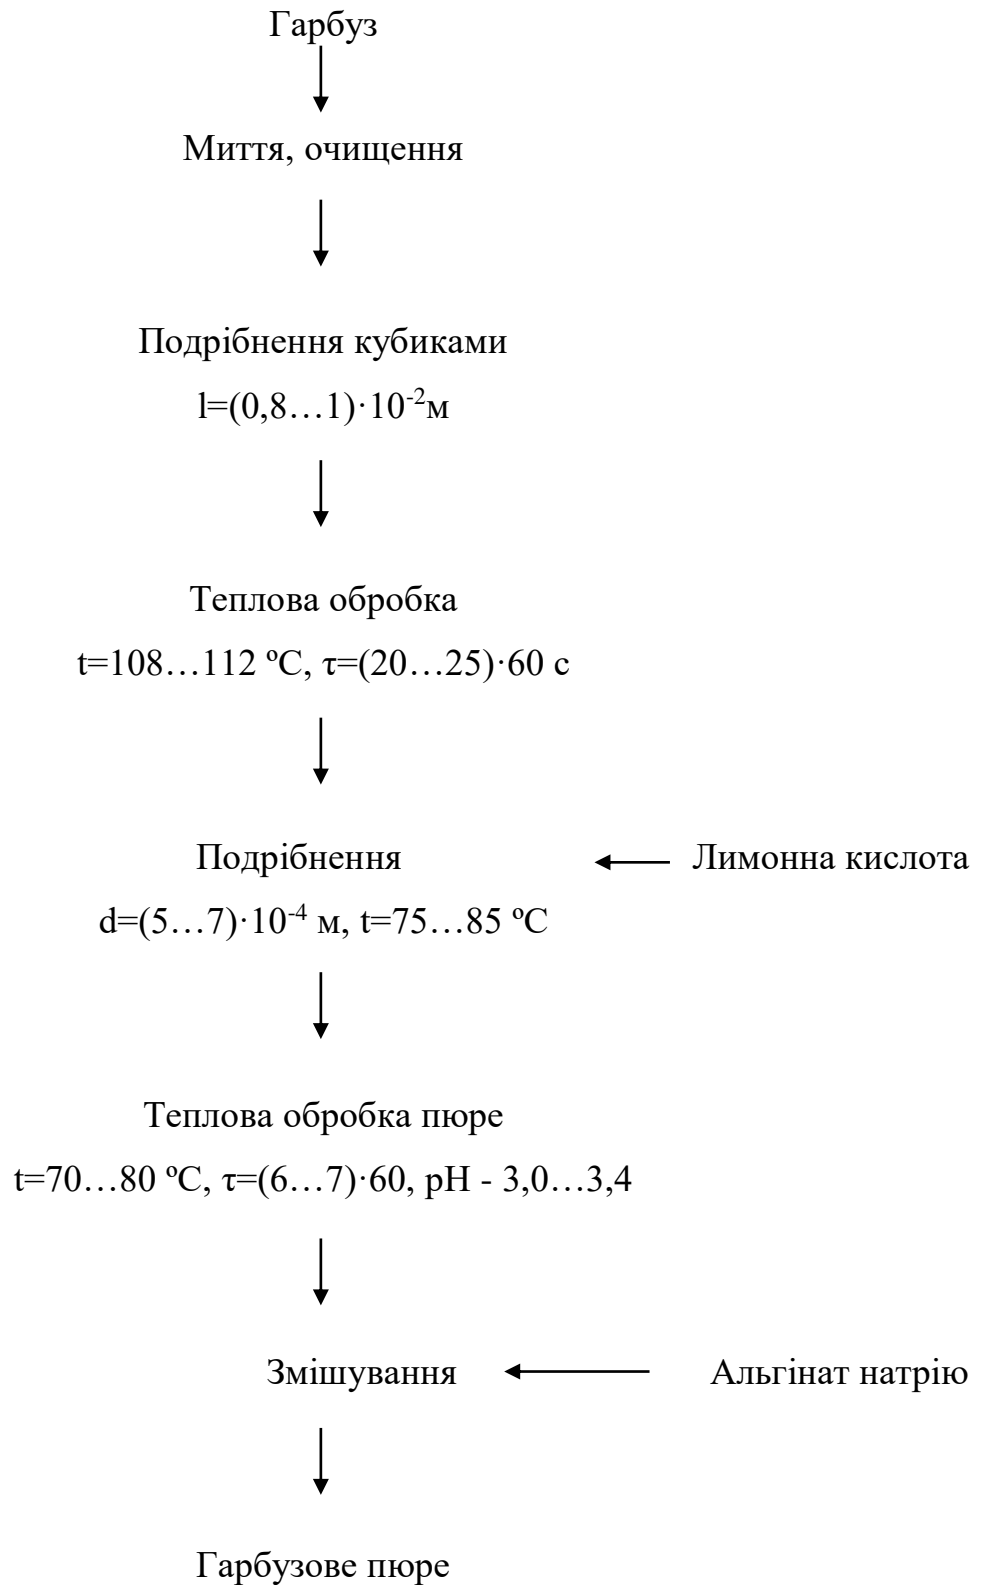 Гарбуз
Миття, очищення
Подрібнення кубиками
l=(0,8…1)·10⁻²м
Теплова обробка
t=108…112 ºС, τ=(20…25)·60 с
Подрібнення
Лимонна кислота
d=(5…7)·10⁻⁴ м, t=75…85 ºС
Теплова обробка пюре
t=70…80 ºС, τ=(6…7)·60, рН - 3,0…3,4
Змішування
Альгінат натрію
Гарбузове пюре